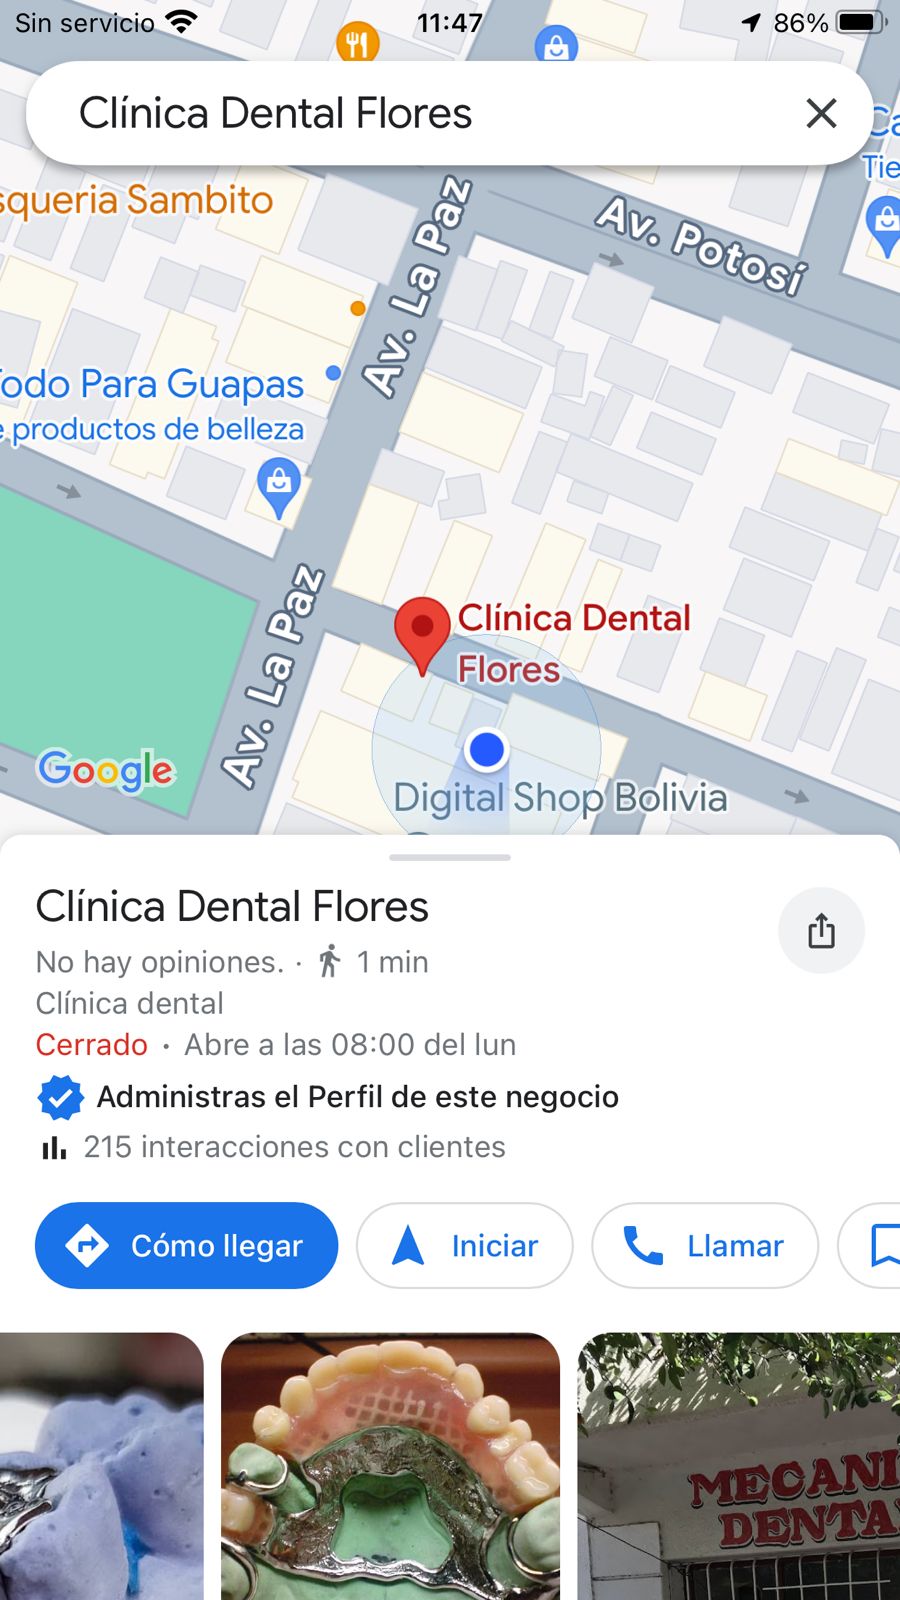 Sin servicio
11:47
86%
Clínica Dental Flores
squeria Sambito
Av. La Paz
Av. Potosí
Tie
odo Para Guapas
productos de belleza
Av. La Paz
Clínica Dental
Flores
Google
Digital Shop Bolivia
Clínica Dental Flores
No hay opiniones. · 1 min
Clínica dental
Cerrado · Abre a las 08:00 del lun
Administras el Perfil de este negocio
215 interacciones con clientes
Cómo llegar
Iniciar
Llamar
MECANI
DENTA